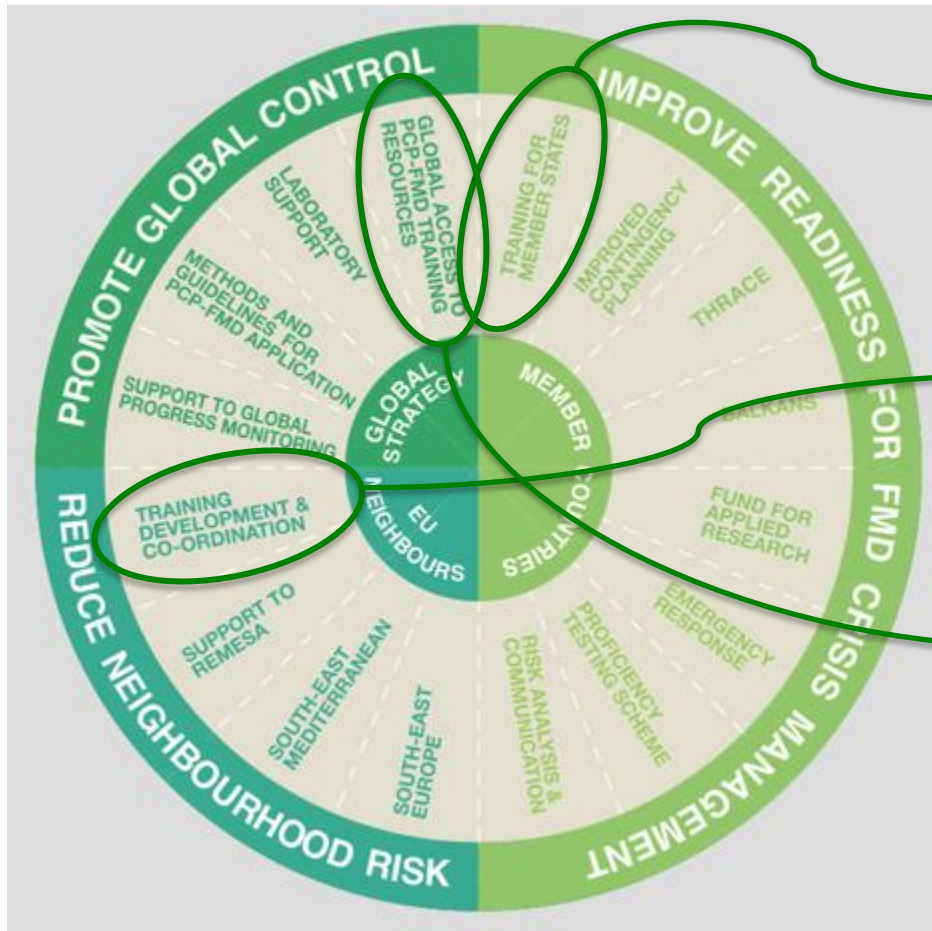 PROMOTE GLOBAL CONTROL
IMPROVE READINESS FOR FMD CRISIS MANAGEMENT
REDUCE NEIGHBOURHOOD RISK
GLOBAL
STRATEGY
MEMBER COUNTRIES
EU
NEIGHBOURS
TRAINING FOR
MEMBER STATES
IMPROVED
CONTINGENCY
PLANNING
THRACE
BALKANS
FUND FOR
APPLIED
RESEARCH
EMERGENCY
RESPONSE
PROFICIENCY
TESTING SCHEME
RISK ANALYSIS &
COMMUNICATION
SOUTH-EAST
EUROPE
SOUTH-EAST
MEDITERRANEAN
SUPPORT TO
REMESA
TRAINING
DEVELOPMENT &
CO-ORDINATION
SUPPORT TO GLOBAL
PROGRESS MONITORING
METHODS AND
GUIDELINES FOR
PCP-FMD APPLICATION
LABORATORY
SUPPORT
GLOBAL ACCESS TO
PCP-FMD TRAINING
RESOURCES